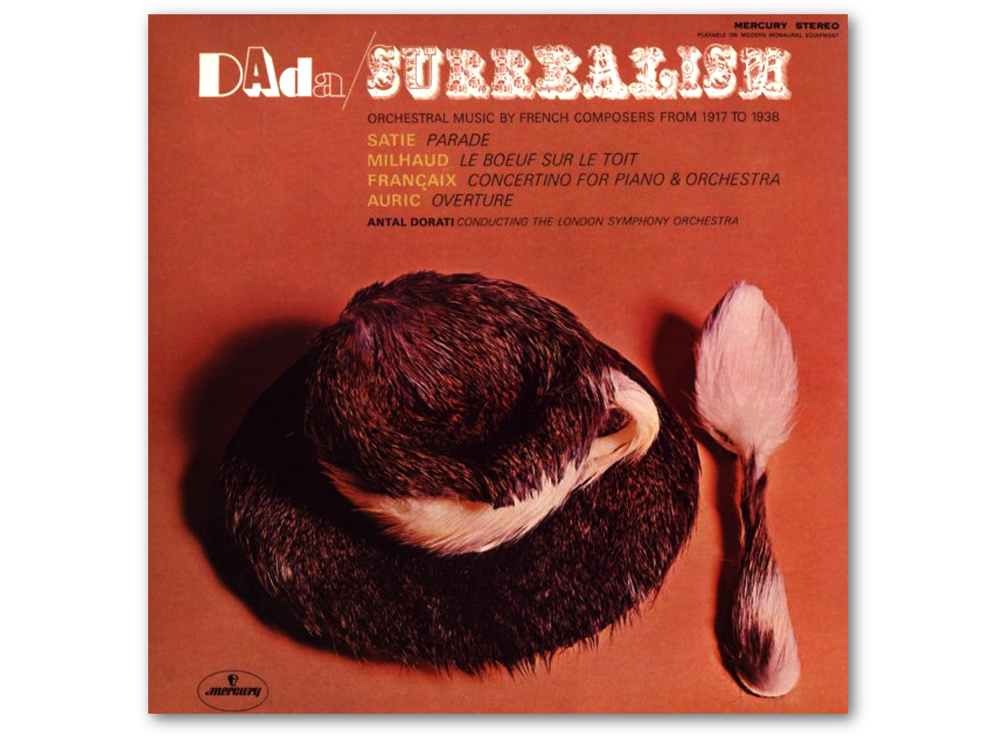 MERCURY STEREO
PLAYABLE ON MODERN MONAURAL EQUIPMENT
DAda/SURREALISM
ORCHESTRAL MUSIC BY FRENCH COMPOSERS FROM 1917 TO 1938
SATIE PARADE
MILHAUD LE BOEUF SUR LE TOIT
FRANÇAIX CONCERTINO FOR PIANO & ORCHESTRA
AURIC OVERTURE
ANTAL DORATI CONDUCTING THE LONDON SYMPHONY ORCHESTRA
mercury